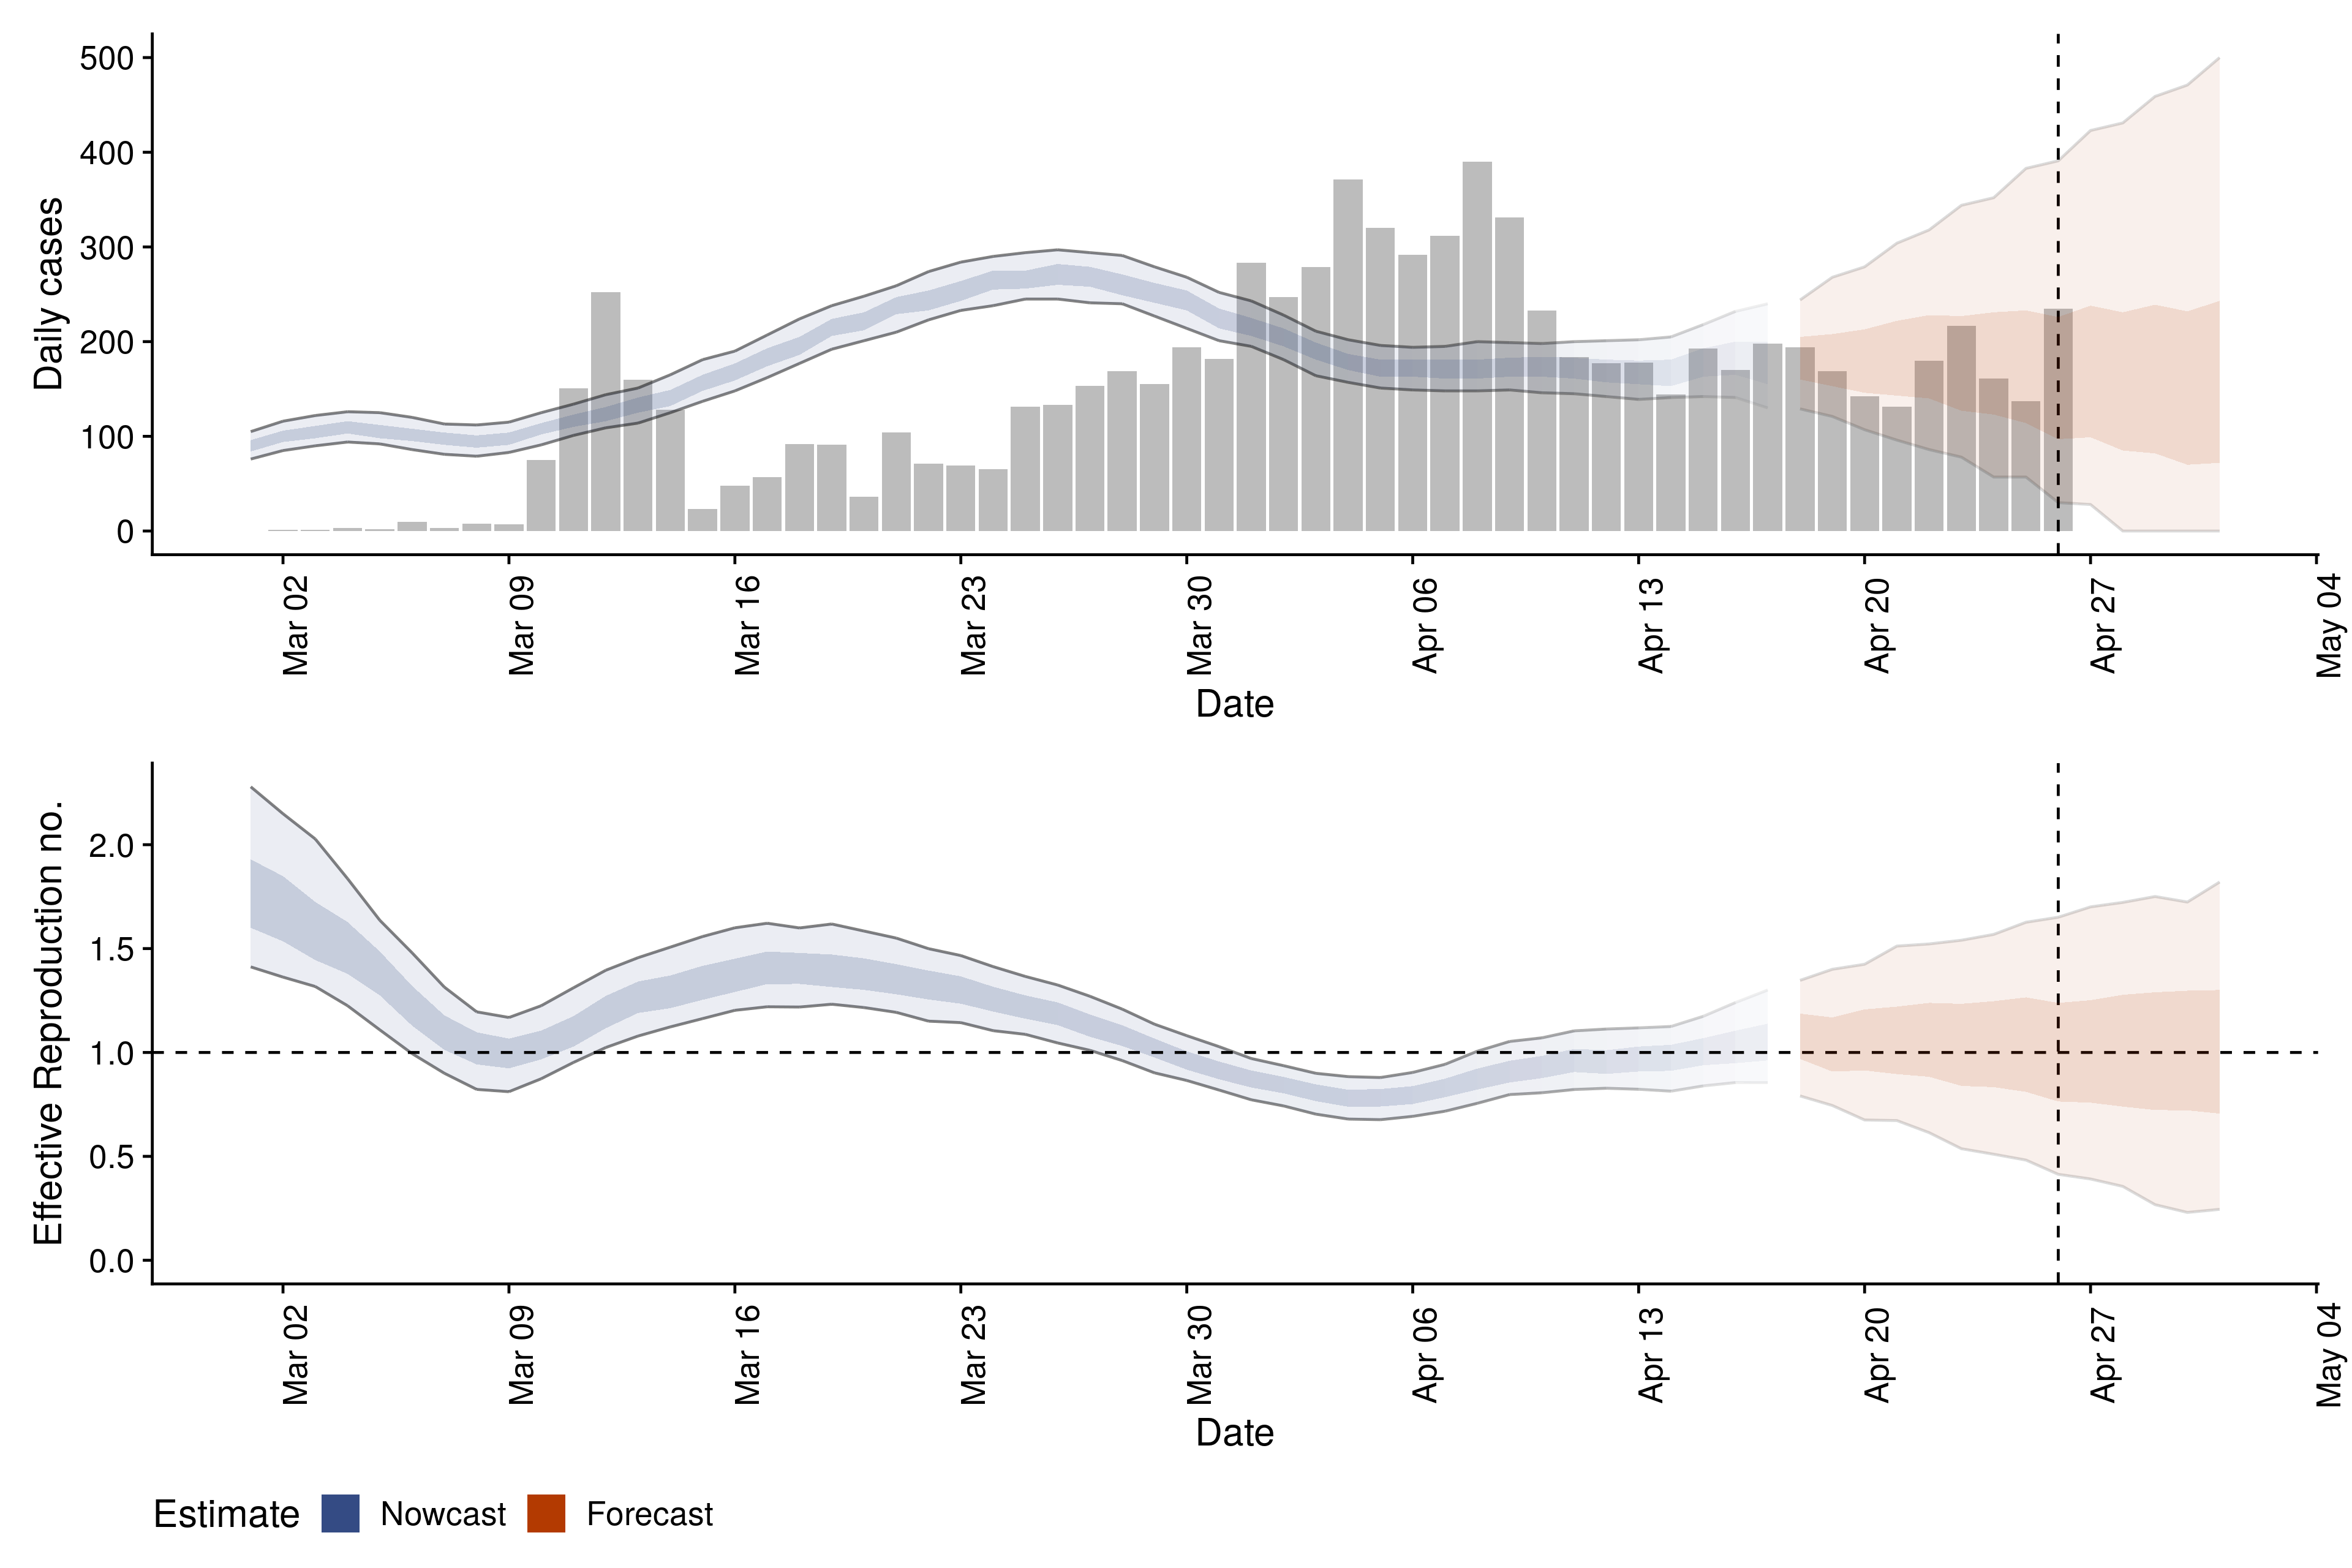 Daily cases
500
400
300
200
100
0
Mar 02
Mar 09
Mar 16
Mar 23
Mar 30
Apr 06
Apr 13
Apr 20
Apr 27
May 04
Date
Effective Reproduction no.
2.0
1.5
1.0
0.5
0.0
Mar 02
Mar 09
Mar 16
Mar 23
Mar 30
Apr 06
Apr 13
Apr 20
Apr 27
May 04
Date
Estimate Nowcast Forecast